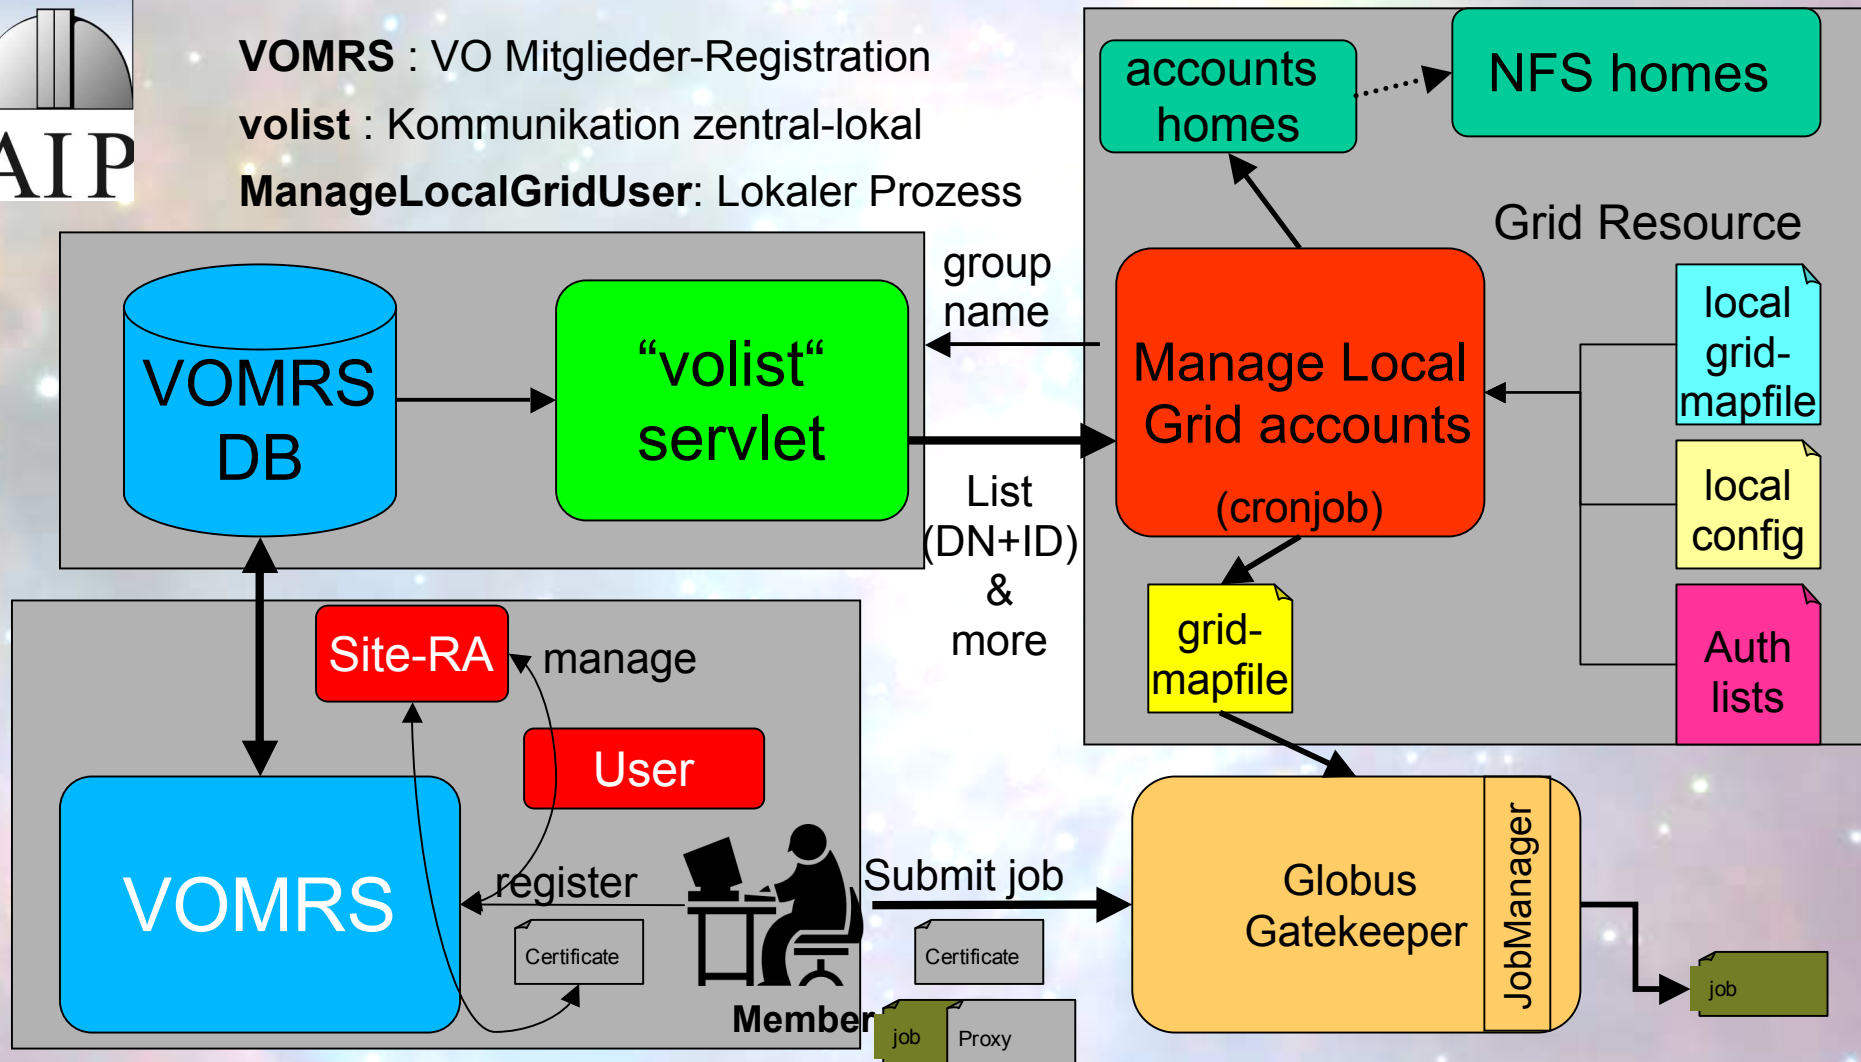 AIP
VOMRS : VO Mitglieder-Registration
volist : Kommunikation zentral-lokal
ManageLocalGridUser: Lokaler Prozess
accounts
homes
NFS homes
Grid Resource
VOMRS
DB
“volist“
servlet
group
name
List
(DN+ID)
&
more
Manage Local
Grid accounts
(cronjob)
local
grid-
mapfile
local
config
Auth
lists
grid-
mapfile
Site-RA
manage
User
VOMRS
register
Certificate
Member
Submit job
Certificate
job
Proxy
Globus
Gatekeeper
JobManager
job